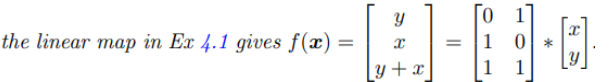 the linear map in Ex 4.1 gives f(x) = [y x y + x] = [0 1 1 0 1 1] * [x y].